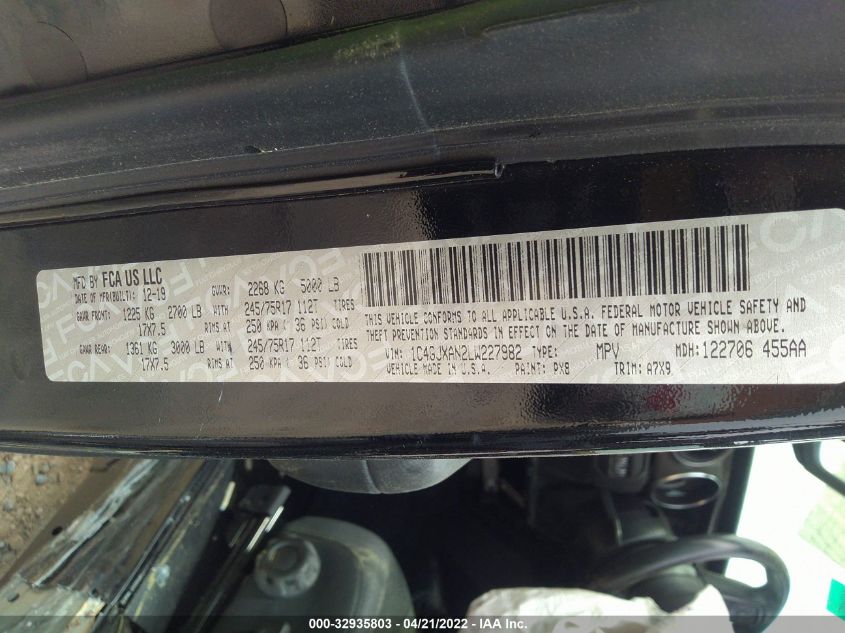 MFD BY FCA US LLC
DATE OF MFR(BUILT): 12-19 GVWR: 2268 KG 5000 LB
GAWR FRONT: 1225 KG 2700 LB WITH 245/75R17 112T TIRES
17X7.5 RIMS AT 250 KPA ( 36 PSI) COLD
GAWR REAR: 1361 KG 3000 LB WITH 245/75R17 112T TIRES
17X7.5 RIMS AT 250 KPA ( 36 PSI) COLD
THIS VEHICLE CONFORMS TO ALL APPLICABLE U.S.A. FEDERAL MOTOR VEHICLE SAFETY AND
THEFT PREVENTION STANDARDS IN EFFECT ON THE DATE OF MANUFACTURE SHOWN ABOVE.
VIN: 1C4GJXAN2LW227982 TYPE: MPV MDH: 122706 455AA
VEHICLE MADE IN U.S.A. PAINT: PX8 TRIM: A7X9
000-32935803 - 04/21/2022 - IAA Inc.